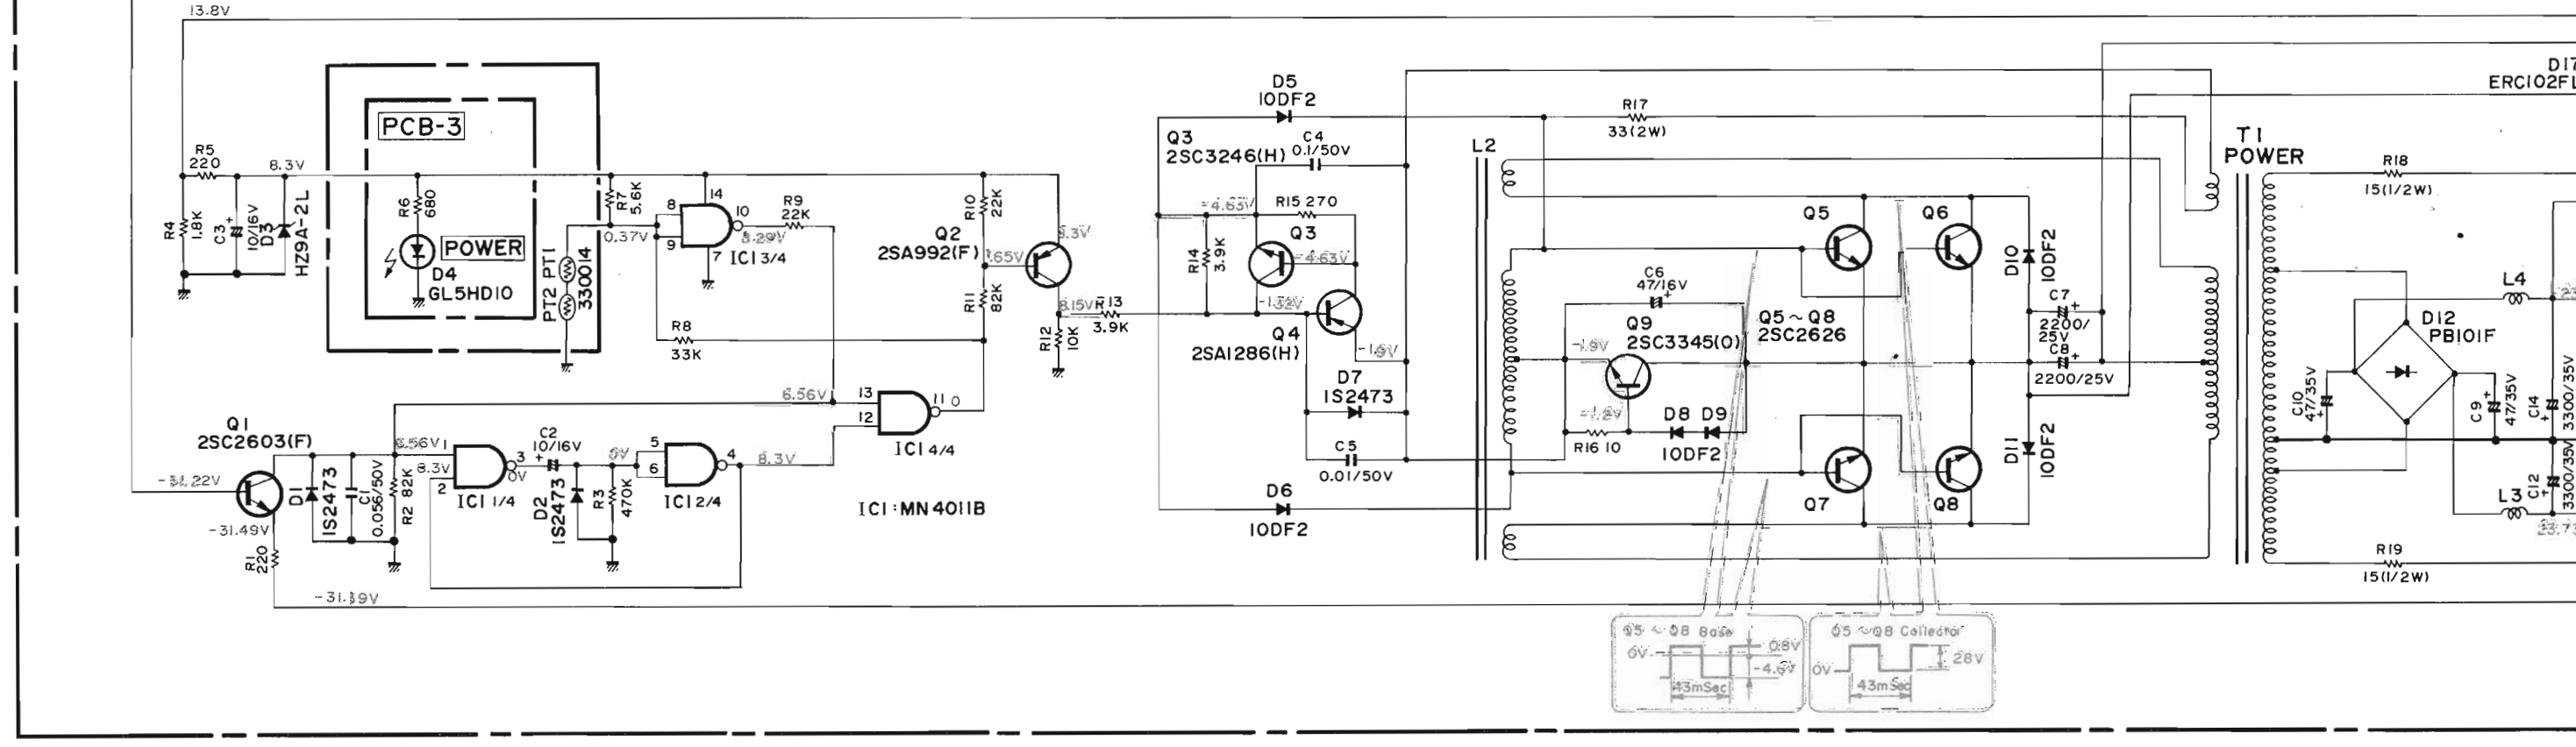 13.8V
D17
ERC102FL
D5
10DF2
R17
33(2W)
PCB-3
Q3
2SC3246(H)
C4
0.1/50V
L2
T1
POWER
R5
220
8.3V
R18
15(1/2W)
R4
1.8K
C3
+
10/16V
D3
HZ9A-2L
R6
680
POWER
D4
GL5HD10
PT2 PT1
330014
R7
5.6K
0.37V
8
9
14
10
7
IC1 3/4
8.29V
R9
22K
R10
22K
Q2
2SA992(F)
R11
82K
8.15V
R13
3.9K
R12
10K
R8
33K
-4.63V
R15 270
Q3
R14
3.9K
-4.63V
Q4
2SA1286(H)
-1.9V
D7
1S2473
C5
0.01/50V
D6
10DF2
C6
47/16V
+
Q9
2SC3345(O)
-1.9V
-1.2V
R16 10
D8 D9
10DF2
Q5~Q8
2SC2626
Q5
Q6
Q7
Q8
D10
10DF2
D11
10DF2
C7
+
2200/
25V
C8
+
2200/25V
L4
D12
PB101F
C10
47/35V
+
C9
+
47/35V
C14
+
3300/35V
C12
+
3300/35V
L3
R19
15(1/2W)
Q1
2SC2603(F)
-31.49V
R1
220
-31.39V
D1
1S2473
C1
0.056/50V
R2 82K
6.56V
6.56V
8.3V
1
2
3
0V
IC1 1/4
C2
10/16V
+
D2
1S2473
R3
470K
0V
5
6
4
IC1 2/4
8.3V
13
12
11
0
IC1 4/4
IC1:MN4011B
Q5~Q8 Base
0V
0.8V
43mSec
Q5~Q8 Collector
0V
28V
43mSec